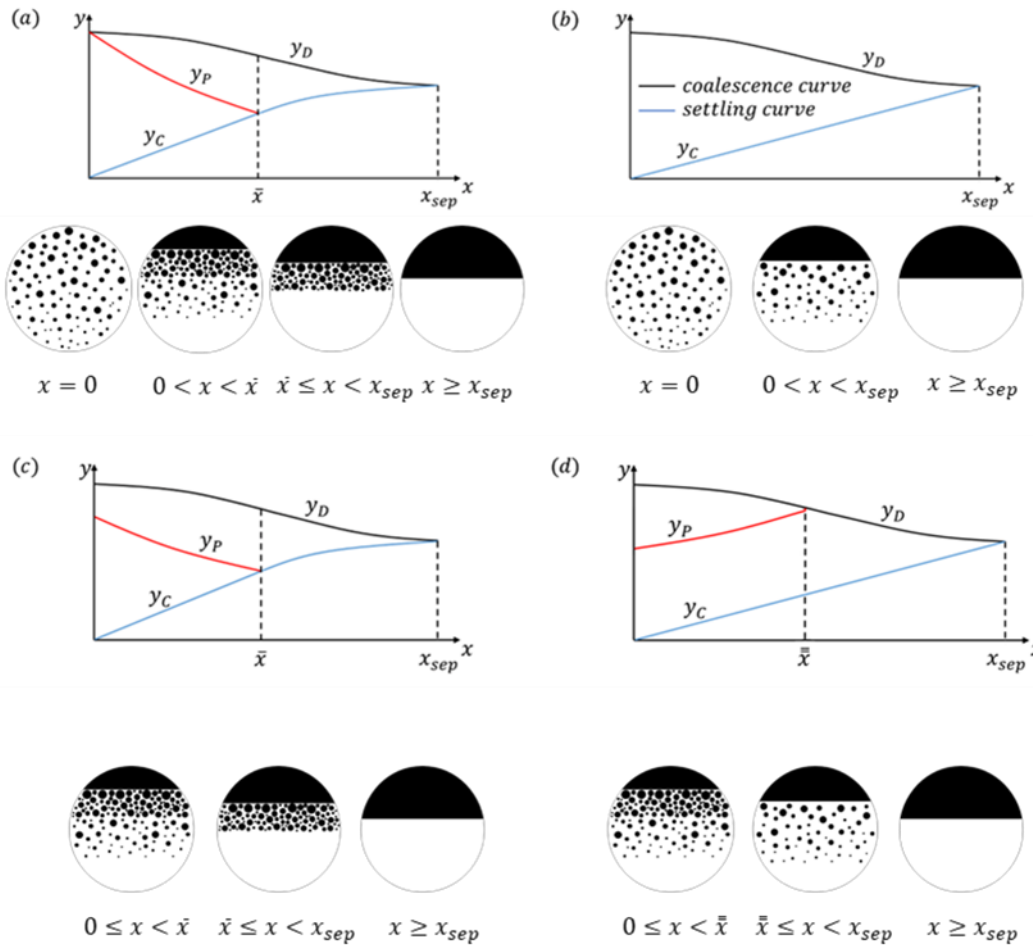 (a)
y
y_D
y_P
y_C
x̄
x_sep x
x = 0
0 < x < x̄
x̄ ≤ x < x_sep
x ≥ x_sep
(b)
y
y_D
coalescence curve
settling curve
y_C
x_sep x
x = 0
0 < x < x_sep
x ≥ x_sep
(c)
y
y_D
y_P
y_C
x
x̄
x_sep
0 ≤ x < x̄
x̄ ≤ x < x_sep
x ≥ x_sep
(d)
y
y_D
y_P
y_C
x̿
x_sep
0 ≤ x < x̿
x̿ ≤ x < x_sep
x ≥ x_sep